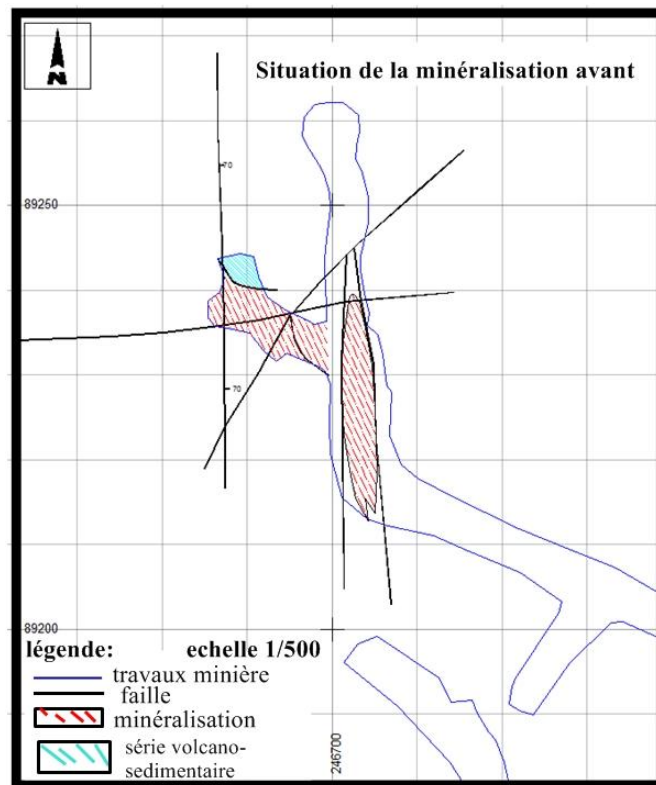 N
Situation de la minéralisation avant
70
89250
70
89200
légende: echelle 1/500
travaux minière
faille
minéralisation
série volcano-
sedimentaire
246700